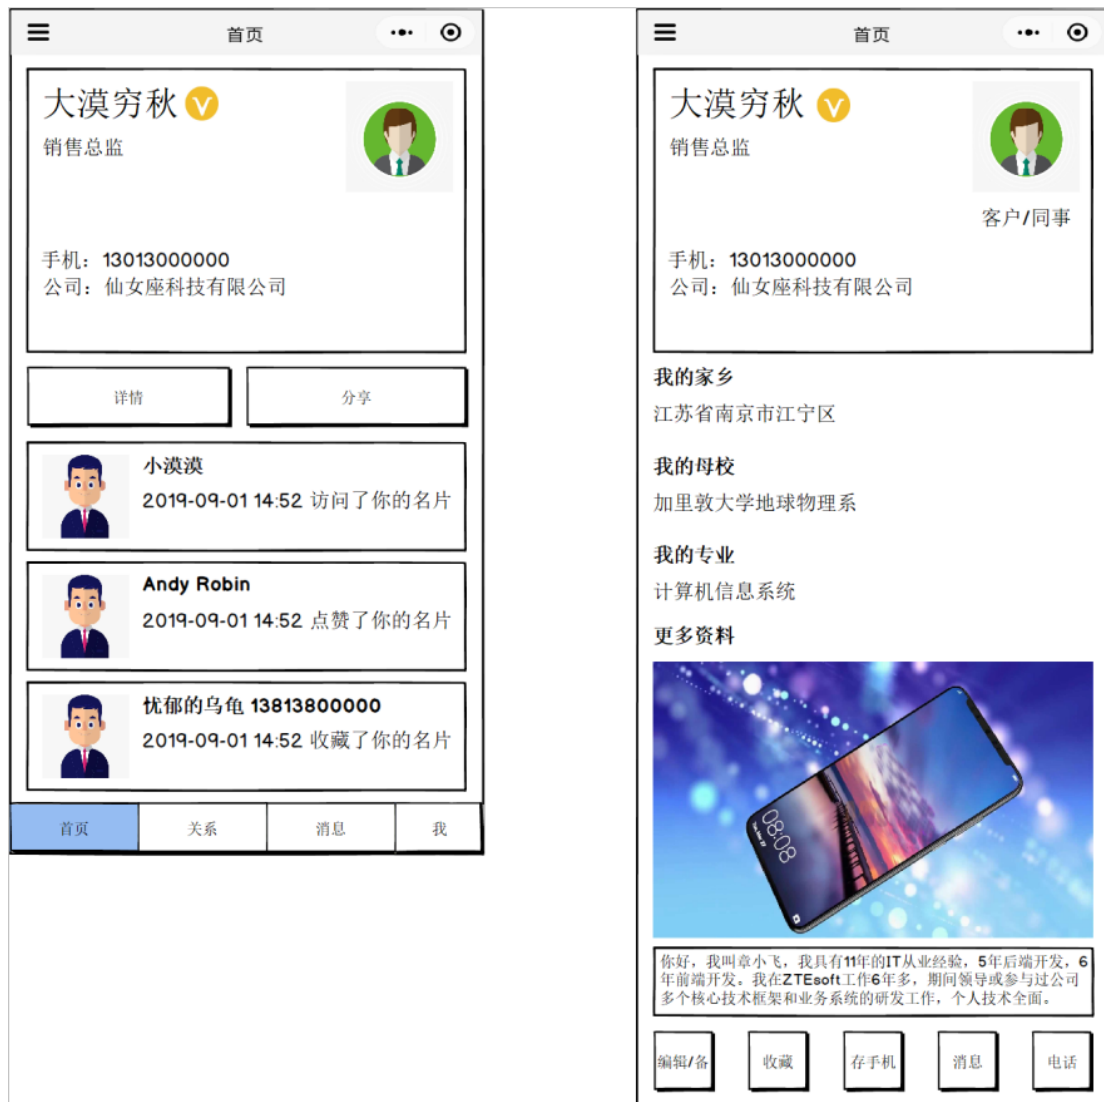 首页
大漠穷秋
销售总监
手机：13013000000
公司：仙女座科技有限公司
详情
分享
小漠漠
2019-09-01 14:52 访问了你的名片
Andy Robin
2019-09-01 14:52 点赞了你的名片
忧郁的乌龟 13813800000
2019-09-01 14:52 收藏了你的名片
首页
关系
消息
我
首页
大漠穷秋
销售总监
客户/同事
手机：13013000000
公司：仙女座科技有限公司
我的家乡
江苏省南京市江宁区
我的母校
加里敦大学地球物理系
我的专业
计算机信息系统
更多资料
08:08
你好，我叫章小飞，我具有11年的IT从业经验，5年后端开发，6
年前端开发。我在ZTEsoft工作6年多，期间领导或参与过公司
多个核心技术框架和业务系统的研发工作，个人技术全面。
编辑/备
收藏
存手机
消息
电话